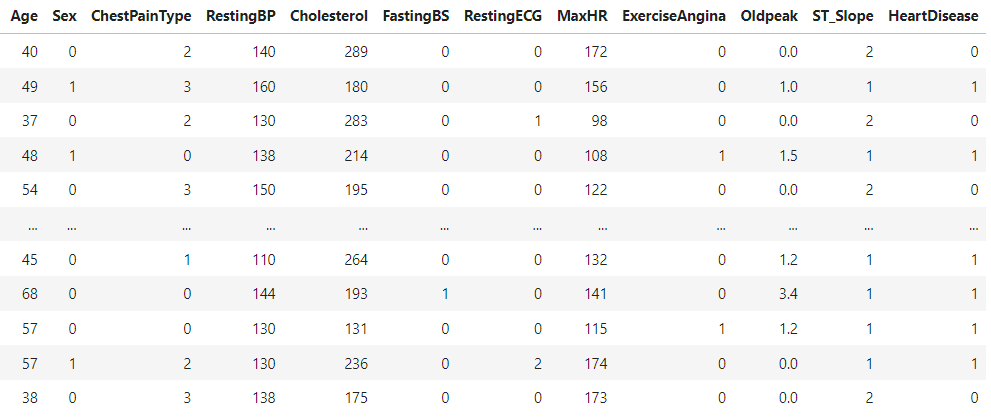 Age Sex ChestPainType RestingBP Cholesterol FastingBS RestingECG MaxHR ExerciseAngina Oldpeak ST_Slope HeartDisease
40 0 2 140 289 0 0 172 0 0.0 2 0
49 1 3 160 180 0 0 156 0 1.0 1 1
37 0 2 130 283 0 1 98 0 0.0 2 0
48 1 0 138 214 0 0 108 1 1.5 1 1
54 0 3 150 195 0 0 122 0 0.0 2 0
... ... ... ... ... ... ... ... ... ... ... ...
45 0 1 110 264 0 0 132 0 1.2 1 1
68 0 0 144 193 1 0 141 0 3.4 1 1
57 0 0 130 131 0 0 115 1 1.2 1 1
57 1 2 130 236 0 2 174 0 0.0 1 1
38 0 3 138 175 0 0 173 0 0.0 2 0